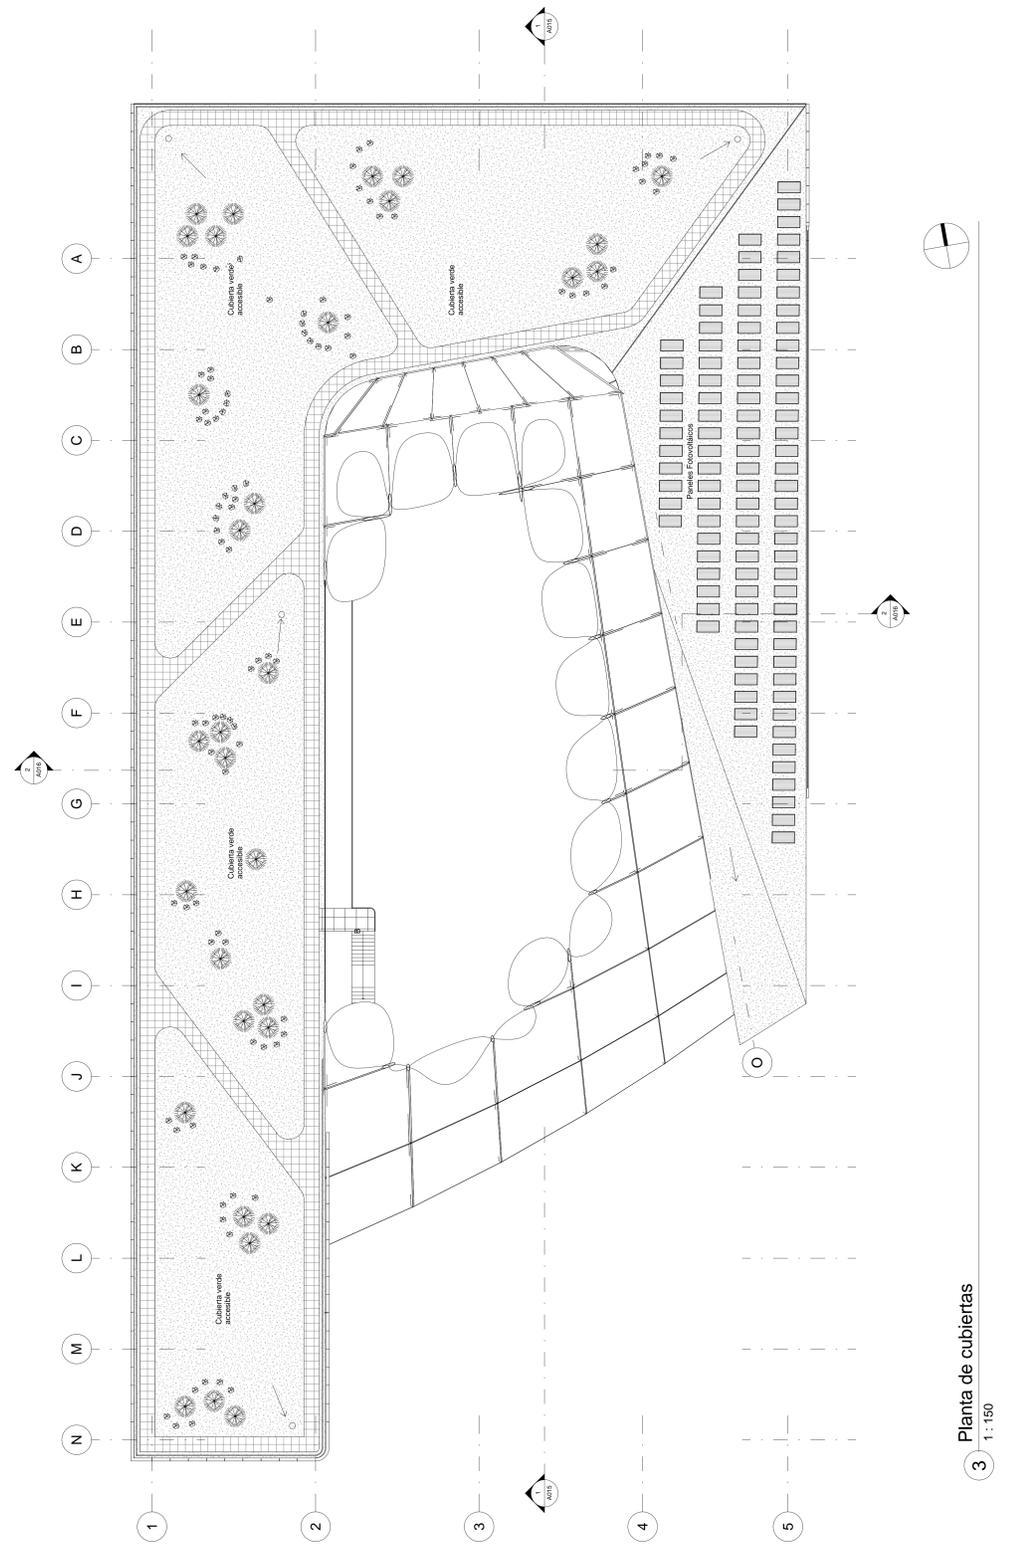 1
A015
A
B
C
D
E
F
G
H
I
J
K
L
M
N
O
1
2
3
4
5
Cubierta verde
accesible
Cubierta verde
accesible
Cubierta verde
accesible
Cubierta verde
accesible
Paneles Fotovoltáicos
2
A016
2
A016
1
A015
3
Planta de cubiertas
1 : 150